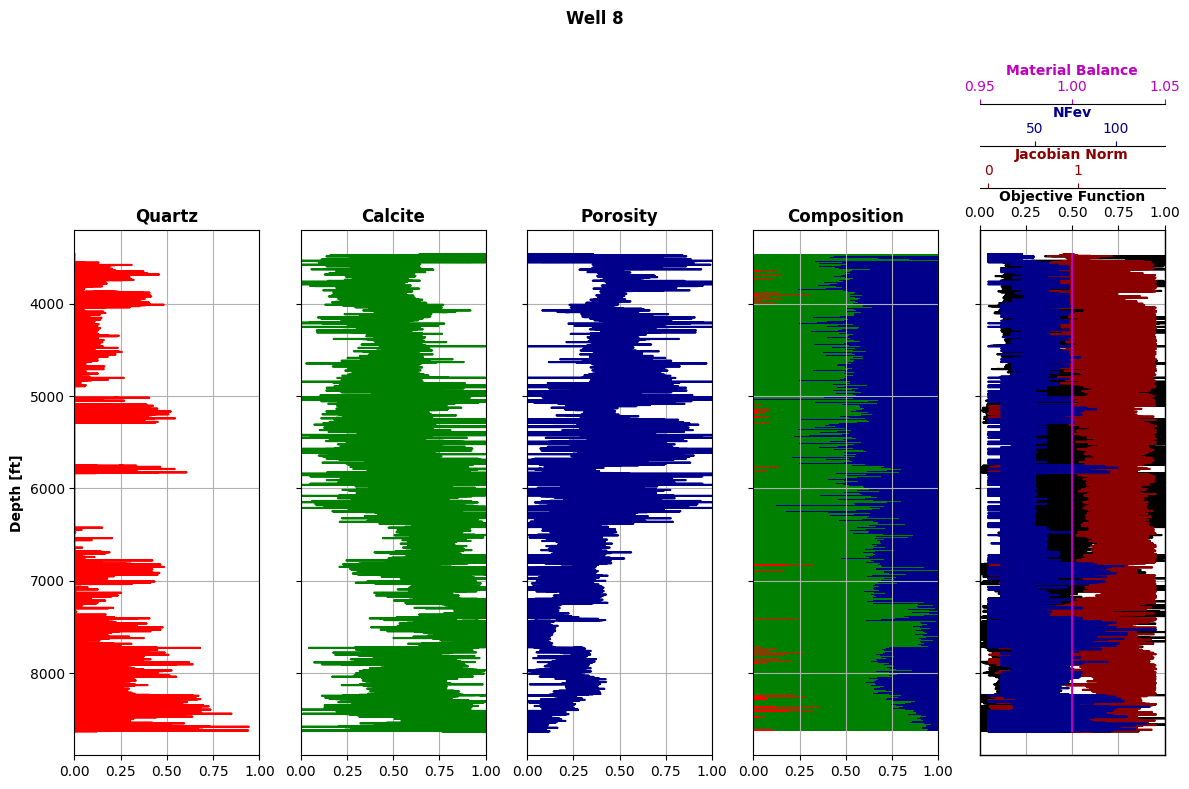 Well 8
Material Balance
0.95 1.00 1.05
NFev
50 100
Jacobian Norm
0 1
Quartz Calcite Porosity Composition Objective Function
0.00 0.25 0.50 0.75 1.00
4000
5000
6000
7000
8000
Depth [ft]
0.00 0.25 0.50 0.75 1.00 0.00 0.25 0.50 0.75 1.00 0.00 0.25 0.50 0.75 1.00 0.00 0.25 0.50 0.75 1.00